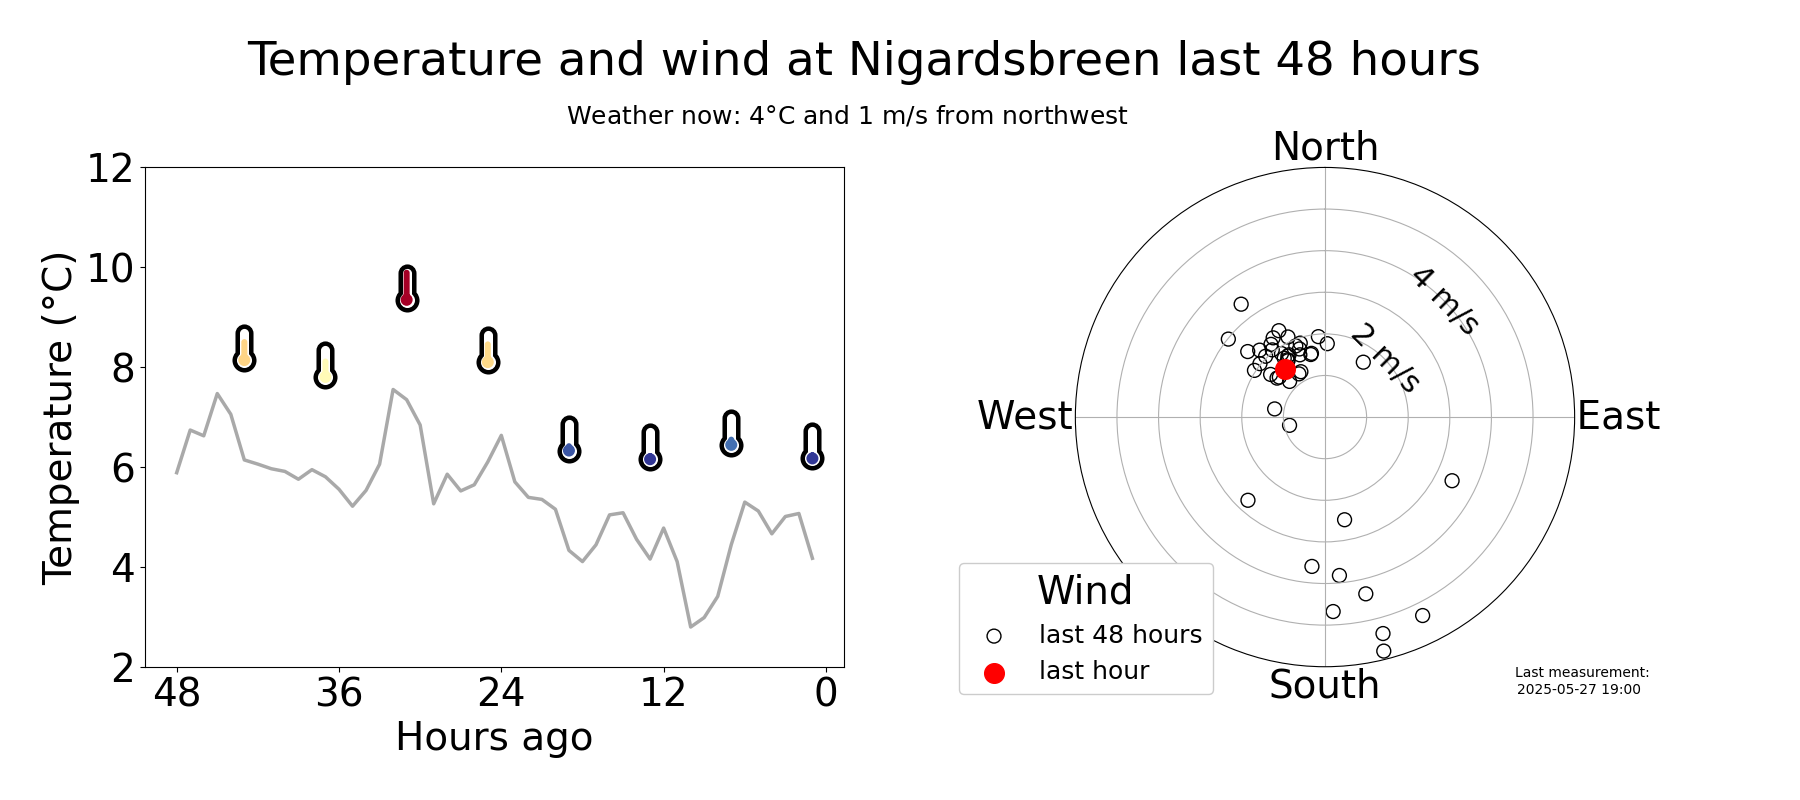 Temperature and wind at Nigardsbreen last 48 hours
Weather now: 4°C and 1 m/s from northwest
Temperature (°C)
12
10
8
6
4
2
48 36 24 12 0
Hours ago
North
West
East
South
4 m/s
2 m/s
Wind
last 48 hours
last hour
Last measurement:
2025-05-27 19:00